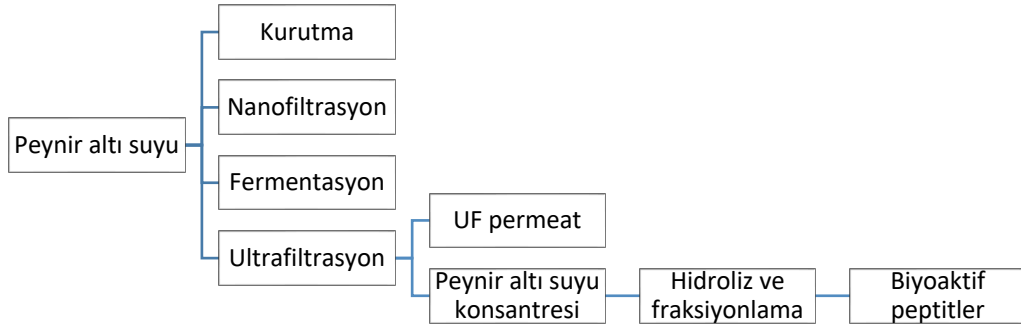 Kurutma
Nanofiltrasyon
Peynir altı suyu
Fermentasyon
Ultrafiltrasyon
UF permeat
Peynir altı suyu
konsantresi
Hidroliz ve
fraksiyonlama
Biyoaktif
peptitler